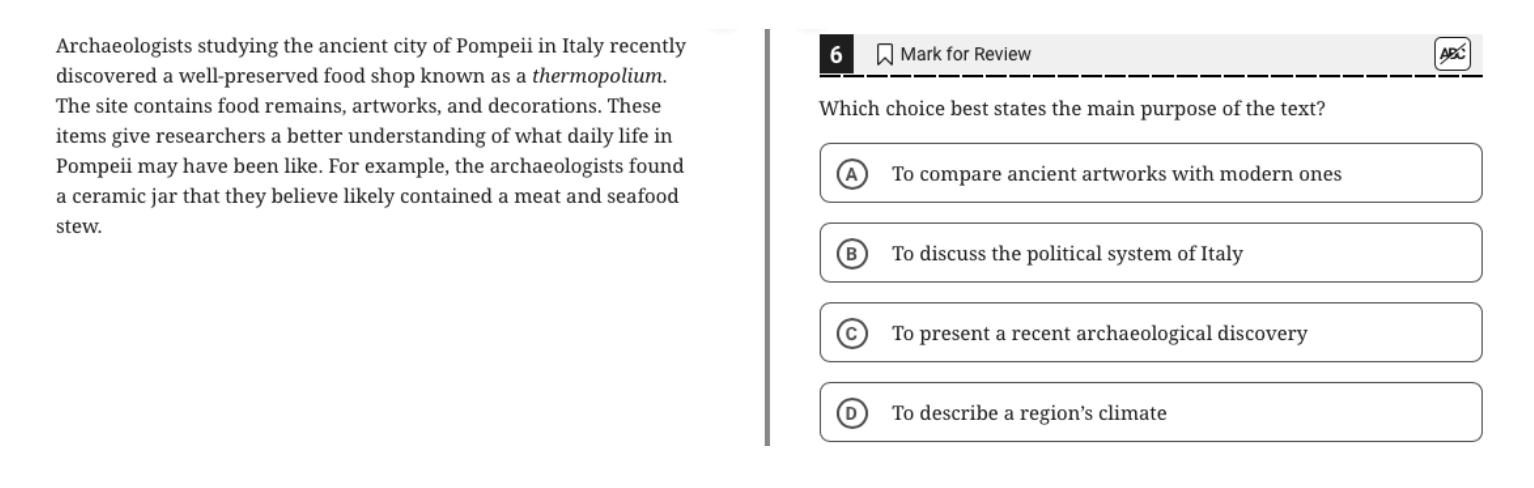 Archaeologists studying the ancient city of Pompeii in Italy recently
discovered a well-preserved food shop known as a thermopolium.
The site contains food remains, artworks, and decorations. These
items give researchers a better understanding of what daily life in
Pompeii may have been like. For example, the archaeologists found
a ceramic jar that they believe likely contained a meat and seafood
stew.
6 Mark for Review ABC
Which choice best states the main purpose of the text?
A To compare ancient artworks with modern ones
B To discuss the political system of Italy
C To present a recent archaeological discovery
D To describe a region’s climate